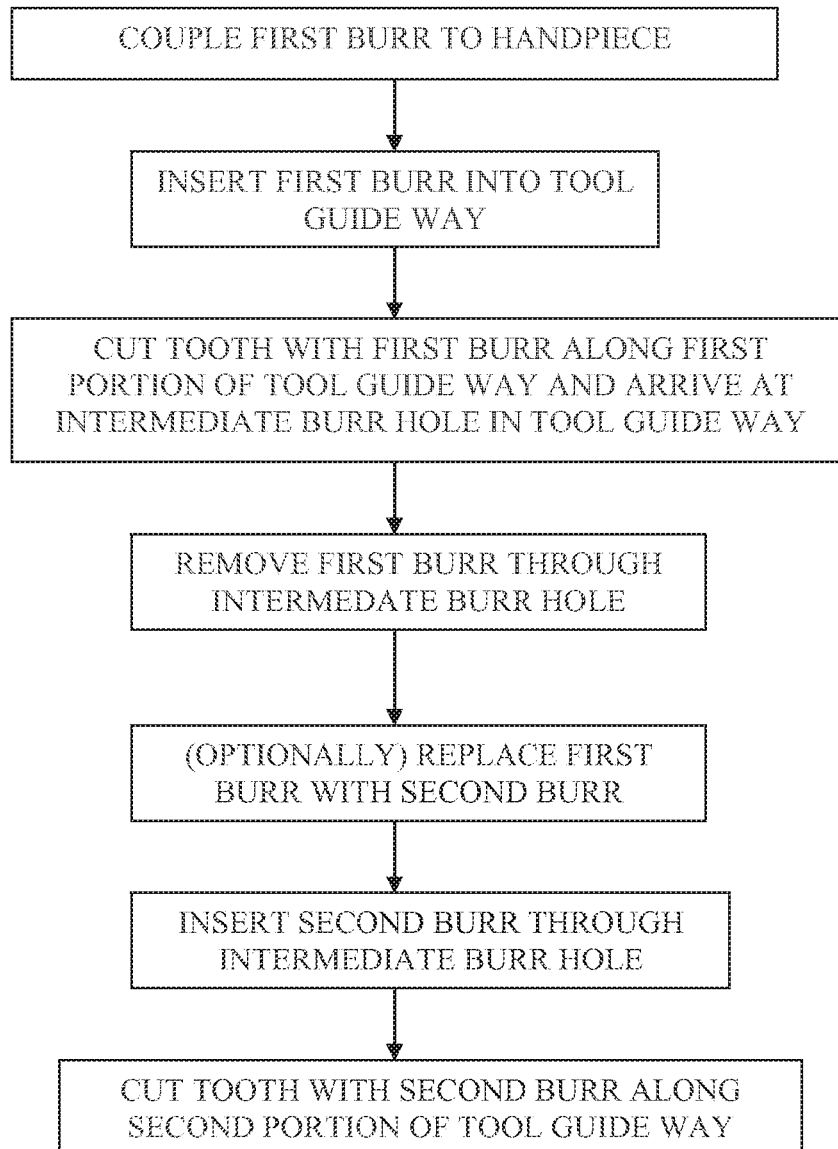 COUPLE FIRST BURR TO HANDPIECE
INSERT FIRST BURR INTO TOOL
GUIDE WAY
CUT TOOTH WITH FIRST BURR ALONG FIRST
PORTION OF TOOL GUIDE WAY AND ARRIVE AT
INTERMEDIATE BURR HOLE IN TOOL GUIDE WAY
REMOVE FIRST BURR THROUGH
INTERMEDATE BURR HOLE
(OPTIONALLY) REPLACE FIRST
BURR WITH SECOND BURR
INSERT SECOND BURR THROUGH
INTERMEDIATE BURR HOLE
CUT TOOTH WITH SECOND BURR ALONG
SECOND PORTION OF TOOL GUIDE WAY